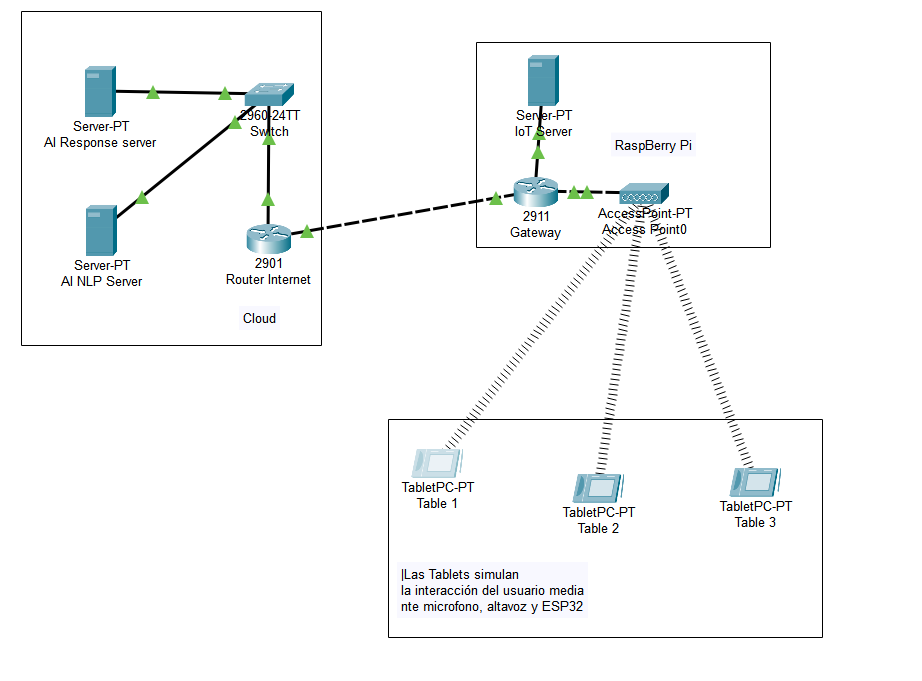 Server-PT
AI Response server
2960-24TT
Swtch
Server-PT
AI NLP Server
2901
Router Internet
Cloud
Server-PT
IoT Server
RaspBerry Pi
2911
Gateway
AccessPoint-PT
Access Point0
TabletPC-PT
Table 1
TabletPC-PT
Table 2
TabletPC-PT
Table 3
|Las Tablets simulan
la interacción del usuario media
nte microfono, altavoz y ESP32